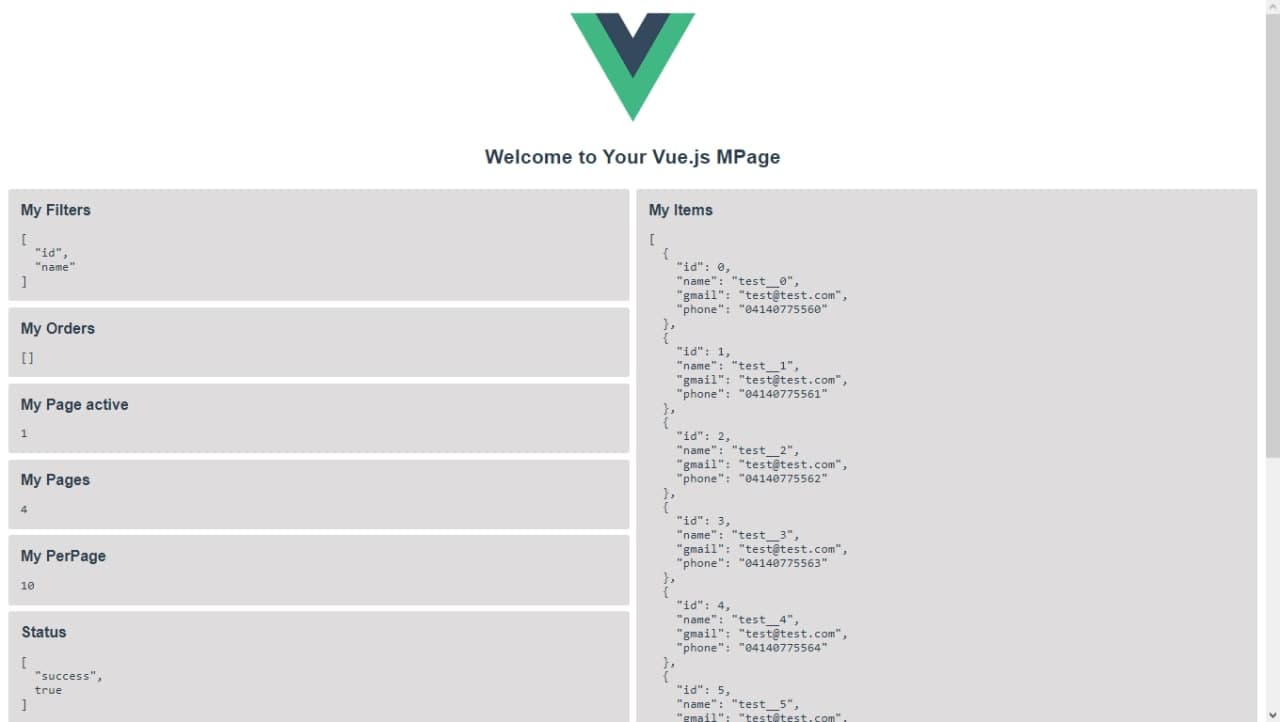 Welcome to Your Vue.js MPage
My Filters
[
"id",
"name"
]
My Orders
[]
My Page active
1
My Pages
4
My PerPage
10
Status
[
"success",
true
]
My Items
[
{
"id": 0,
"name": "test__0",
"gmail": "test@test.com",
"phone": "04140775560"
},
{
"id": 1,
"name": "test__1",
"gmail": "test@test.com",
"phone": "04140775561"
},
{
"id": 2,
"name": "test__2",
"gmail": "test@test.com",
"phone": "04140775562"
},
{
"id": 3,
"name": "test__3",
"gmail": "test@test.com",
"phone": "04140775563"
},
{
"id": 4,
"name": "test__4",
"gmail": "test@test.com",
"phone": "04140775564"
},
{
"id": 5,
"name": "test__5",
"gmail": "test@test.com",